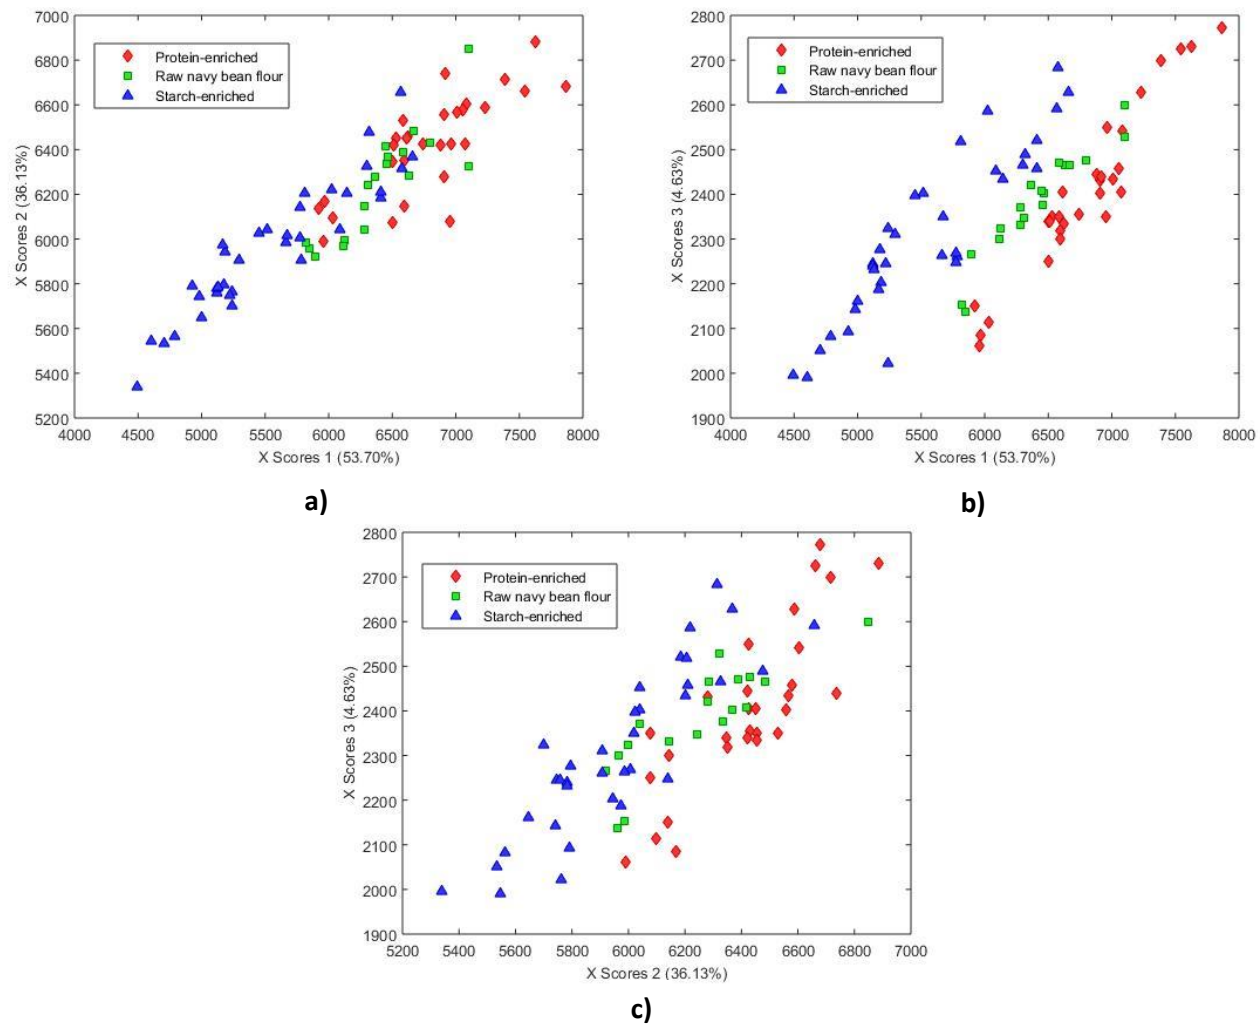 7000
6800
6600
6400
6200
6000
5800
5600
5400
5200
X Scores 2 (36.13%)
Protein-enriched
Raw navy bean flour
Starch-enriched
4000 4500 5000 5500 6000 6500 7000 7500 8000
X Scores 1 (53.70%)
a)
2800
2700
2600
2500
2400
2300
2200
2100
2000
1900
X Scores 3 (4.63%)
Protein-enriched
Raw navy bean flour
Starch-enriched
4000 4500 5000 5500 6000 6500 7000 7500 8000
X Scores 1 (53.70%)
b)
2800
2700
2600
2500
2400
2300
2200
2100
2000
1900
X Scores 3 (4.63%)
Protein-enriched
Raw navy bean flour
Starch-enriched
5200 5400 5600 5800 6000 6200 6400 6600 6800 7000
X Scores 2 (36.13%)
c)